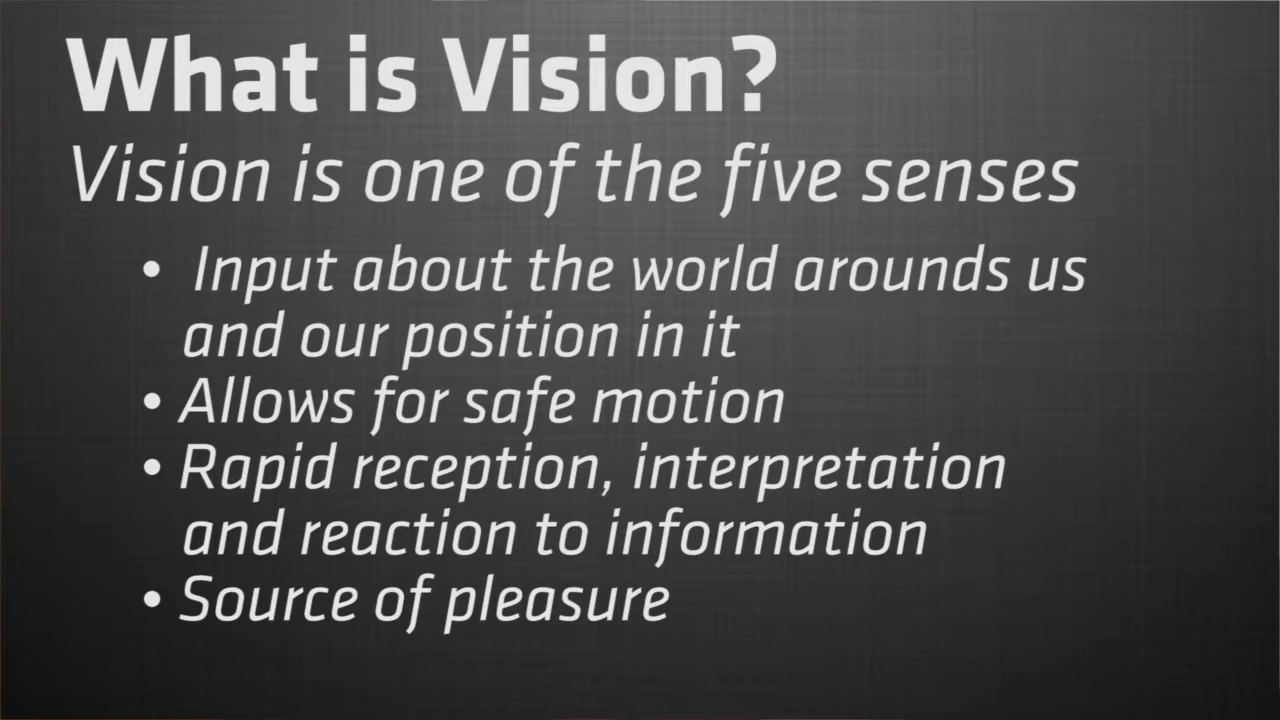 What is Vision?
Vision is one of the five senses
• Input about the world arounds us
and our position in it
• Allows for safe motion
• Rapid reception, interpretation
and reaction to information
• Source of pleasure